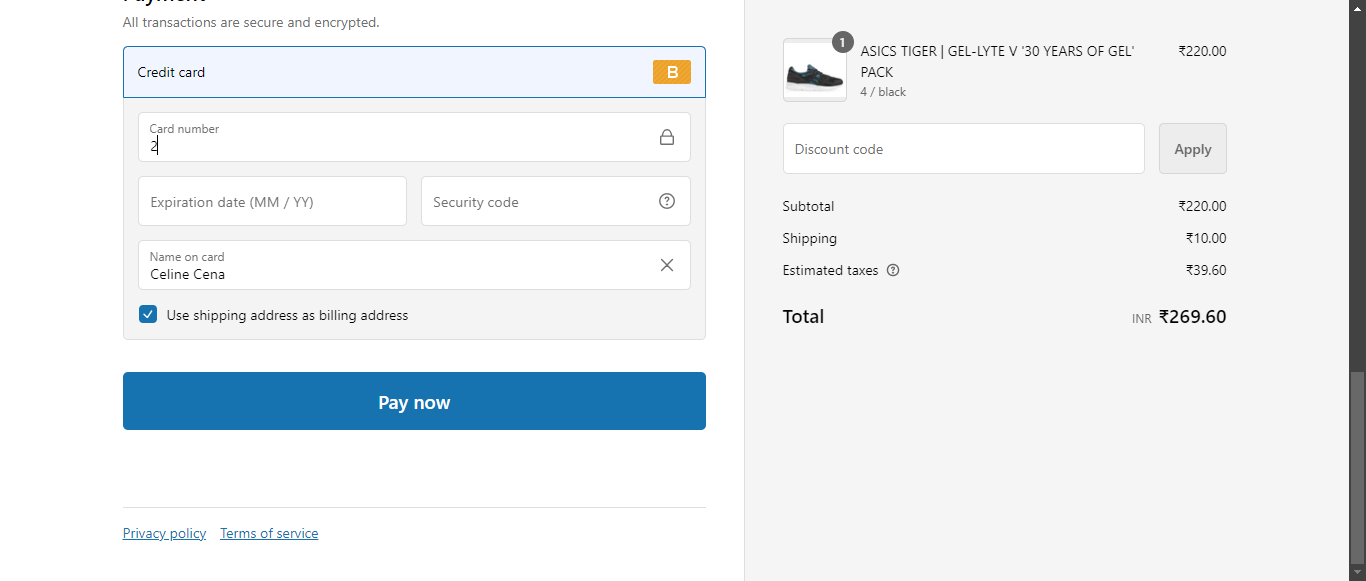 Payment
All transactions are secure and encrypted.
Credit card
B
Card number
2
Expiration date (MM / YY)
Security code
Name on card
Celine Cena
Use shipping address as billing address
Pay now
Privacy policy
Terms of service
1
ASICS TIGER | GEL-LYTE V '30 YEARS OF GEL'
PACK
4 / black
₹220.00
Discount code
Apply
Subtotal ₹220.00
Shipping ₹10.00
Estimated taxes ₹39.60
Total INR ₹269.60